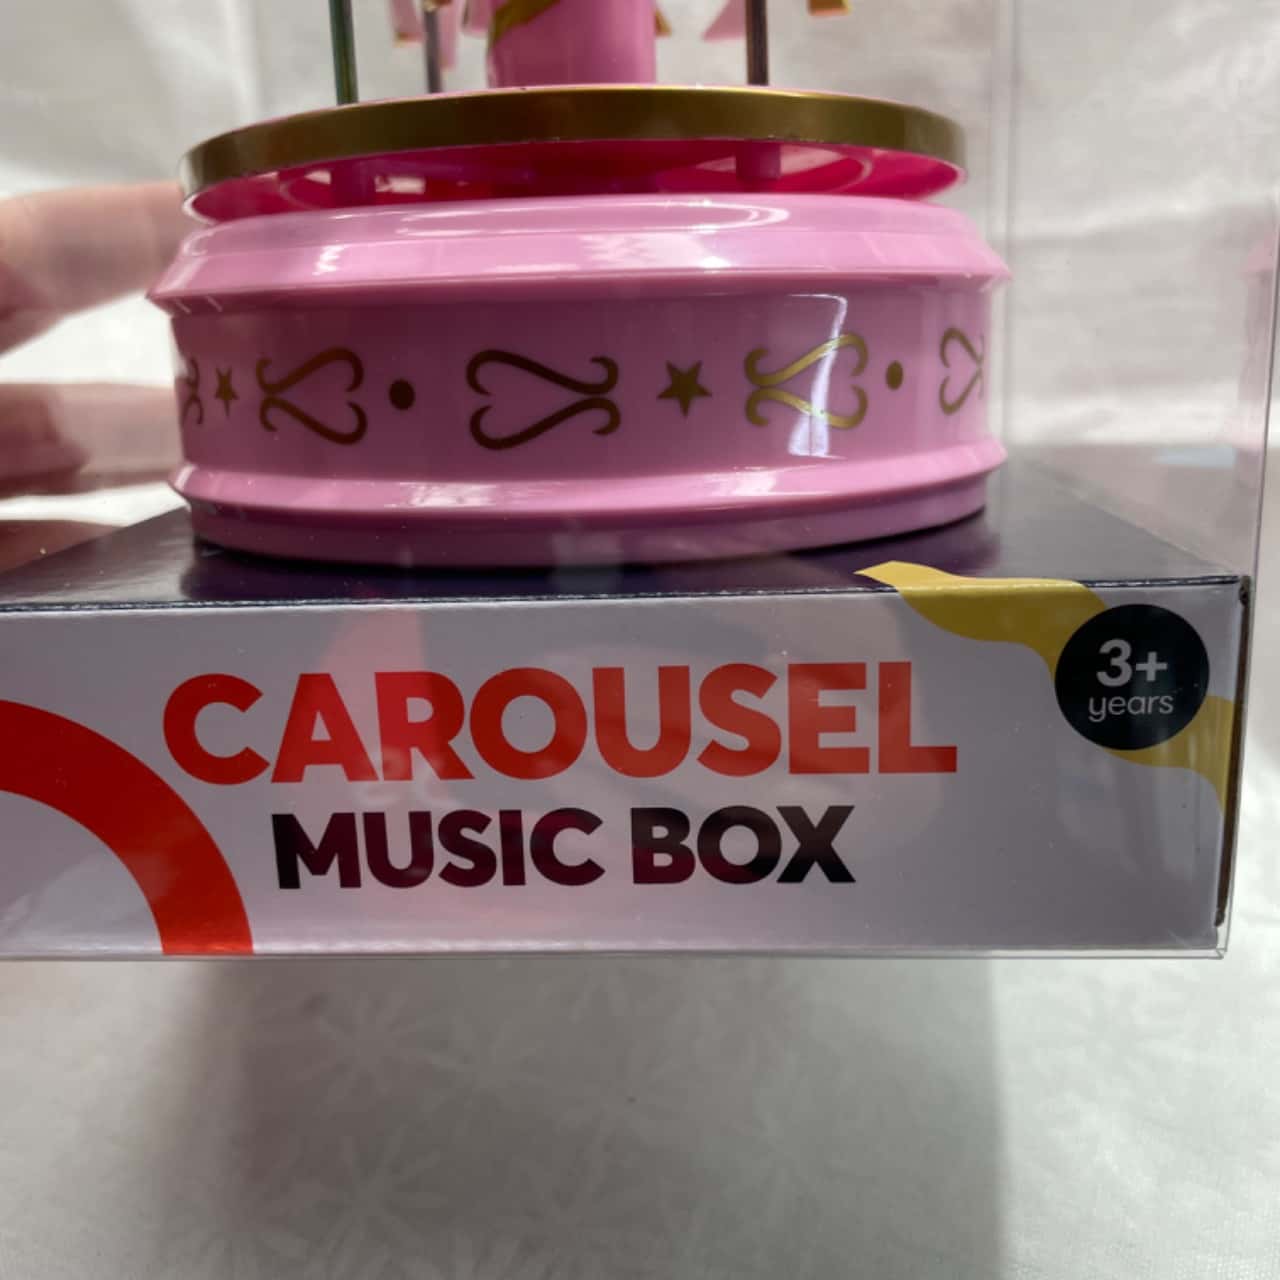 3+
years
CAROUSEL
MUSIC BOX